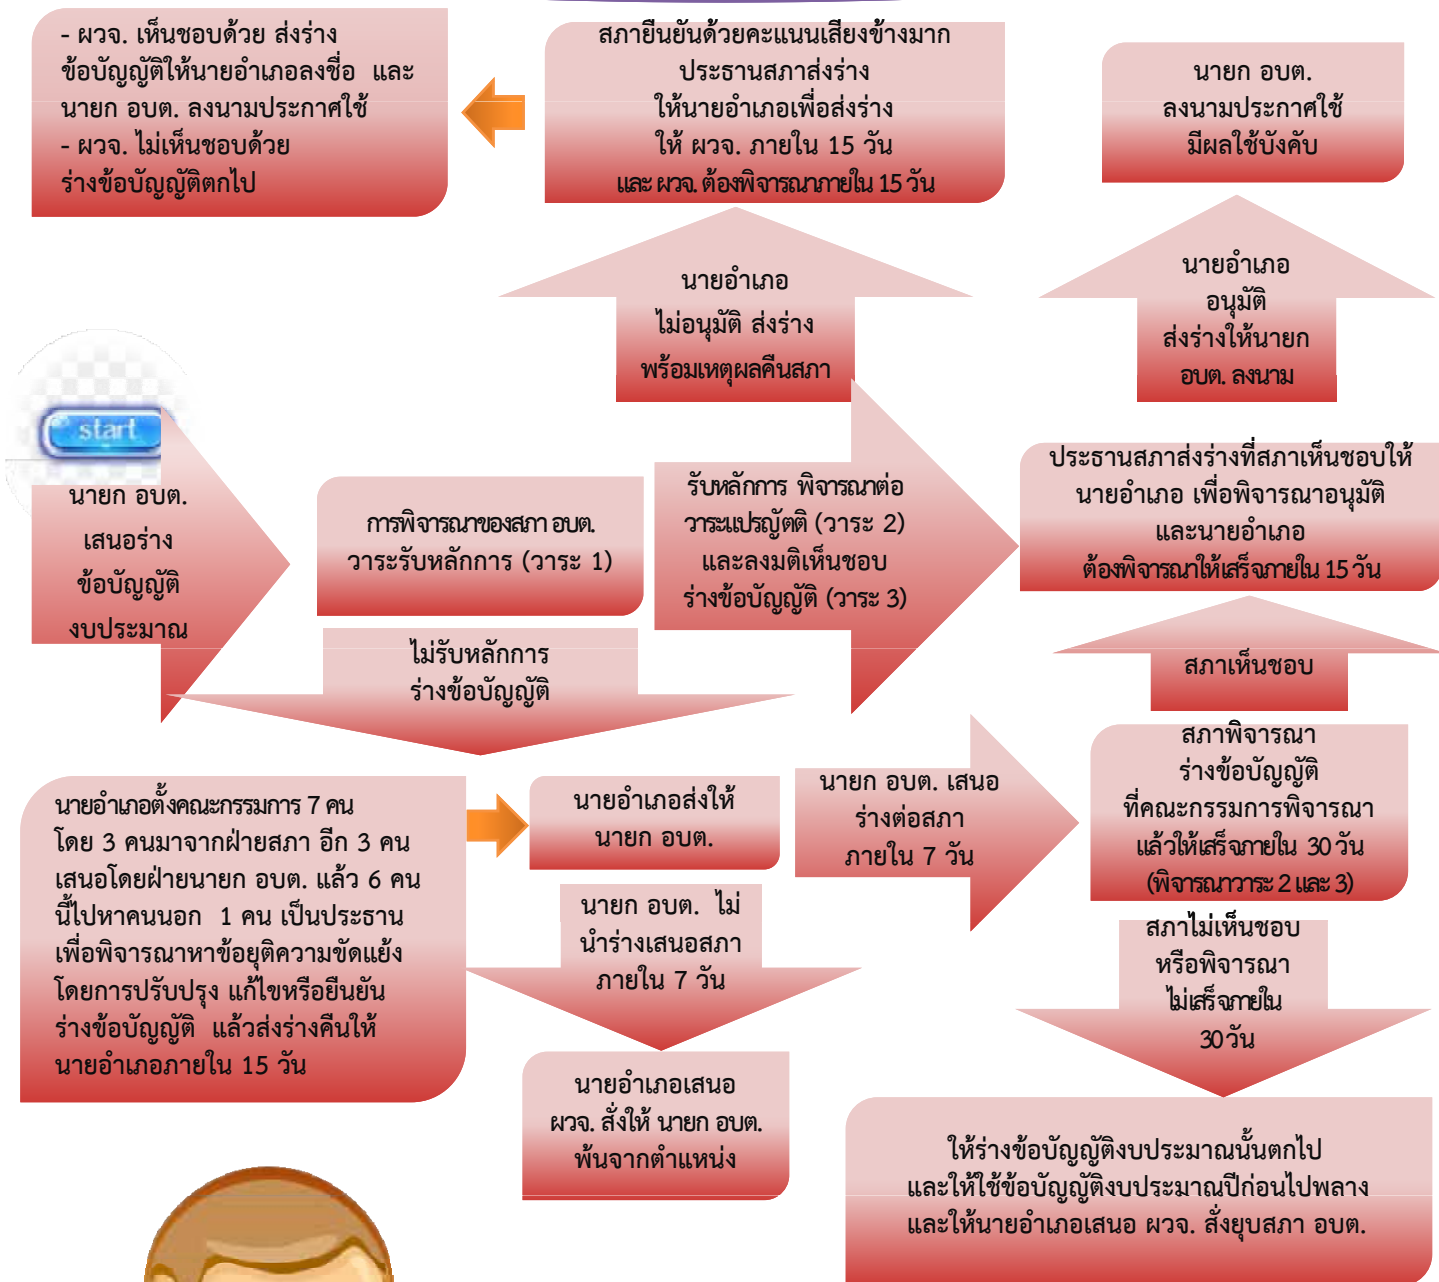 - ผวจ. เห็นชอบด้วย ส่งร่าง
ข้อบัญญัติให้นายอำเภอลงชื่อ และ
นายก อบต. ลงนามประกาศใช้
- ผวจ. ไม่เห็นชอบด้วย
ร่างข้อบัญญัติตกไป
สภายืนยันด้วยคะแนนเสียงข้างมาก
ประธานสภาส่งร่าง
ให้นายอำเภอเพื่อส่งร่าง
ให้ ผวจ. ภายใน 15 วัน
และ ผวจ. ต้องพิจารณาภายใน 15 วัน
นายก อบต.
ลงนามประกาศใช้
มีผลใช้บังคับ
นายอำเภอ
ไม่อนุมัติ ส่งร่าง
พร้อมเหตุผลคืนสภา
นายอำเภอ
อนุมัติ
ส่งร่างให้นายก
อบต. ลงนาม
start
นายก อบต.
เสนอร่าง
ข้อบัญญัติ
งบประมาณ
การพิจารณาของสภา อบต.
วาระรับหลักการ (วาระ 1)
รับหลักการ พิจารณาต่อ
วาระแปรญัตติ (วาระ 2)
และลงมติเห็นชอบ
ร่างข้อบัญญัติ (วาระ 3)
ประธานสภาส่งร่างที่สภาเห็นชอบให้
นายอำเภอ เพื่อพิจารณาอนุมัติ
และนายอำเภอ
ต้องพิจารณาให้เสร็จภายใน 15 วัน
ไม่รับหลักการ
ร่างข้อบัญญัติ
สภาเห็นชอบ
นายอำเภอตั้งคณะกรรมการ 7 คน
โดย 3 คนมาจากฝ่ายสภา อีก 3 คน
เสนอโดยฝ่ายนายก อบต. แล้ว 6 คน
นี้ไปหาคนนอก 1 คน เป็นประธาน
เพื่อพิจารณาหาข้อยุติความขัดแย้ง
โดยการปรับปรุง แก้ไขหรือยืนยัน
ร่างข้อบัญญัติ แล้วส่งร่างคืนให้
นายอำเภอภายใน 15 วัน
นายอำเภอส่งให้
นายก อบต.
นายก อบต. เสนอ
ร่างต่อสภา
ภายใน 7 วัน
สภาพิจารณา
ร่างข้อบัญญัติ
ที่คณะกรรมการพิจารณา
แล้วให้เสร็จภายใน 30 วัน
(พิจารณาวาระ 2 และ 3)
นายก อบต. ไม่
นำร่างเสนอสภา
ภายใน 7 วัน
สภาไม่เห็นชอบ
หรือพิจารณา
ไม่เสร็จภายใน
30 วัน
นายอำเภอเสนอ
ผวจ. สั่งให้ นายก อบต.
พ้นจากตำแหน่ง
ให้ร่างข้อบัญญัติงบประมาณนั้นตกไป
และให้ใช้ข้อบัญญัติงบประมาณปีก่อนไปพลาง
และให้นายอำเภอเสนอ ผวจ. สั่งยุบสภา อบต.